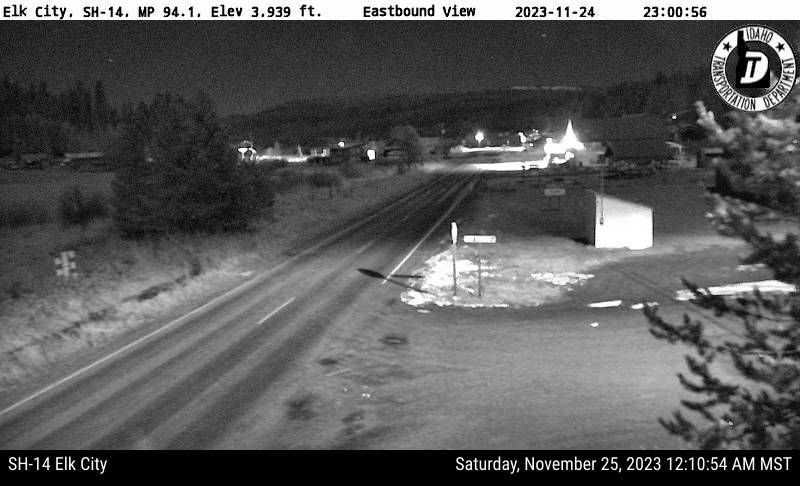 Elk City, SH-14, MP 94.1, Elev 3,939 ft. Eastbound View 2023-11-24 23:00:56
IDAHO
TRANSPORTATION DEPARTMENT
SH-14 Elk City Saturday, November 25, 2023 12:10:54 AM MST